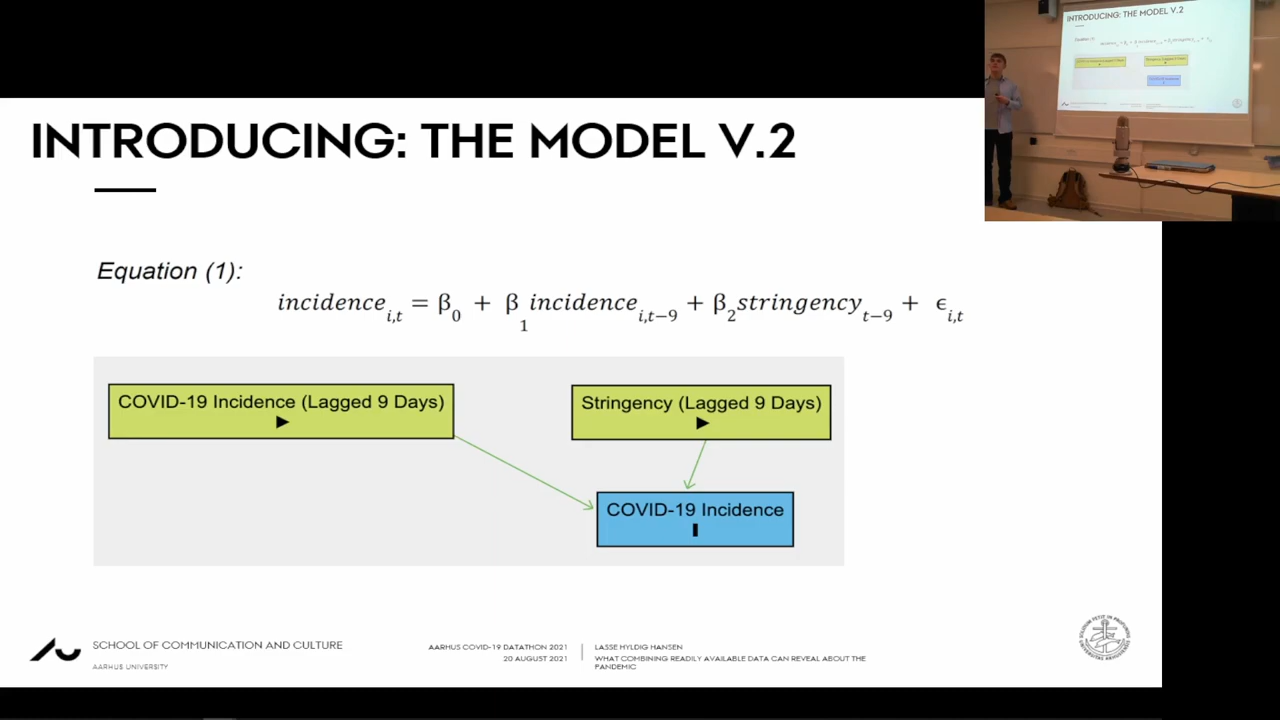 INTRODUCING: THE MODEL V.2
INTRODUCING: THE MODEL V.2
Equation (1):
incidence_{i,t} = β_0 + β_1 incidence_{i,t−9} + β_2 stringency_{t−9} + ϵ_{i,t}
COVID-19 Incidence (Lagged 9 Days)
Stringency (Lagged 9 Days)
COVID-19 Incidence
SCHOOL OF COMMUNICATION AND CULTURE
AARHUS UNIVERSITY
AARHUS COVID-19 DATATHON 2021
20 AUGUST 2021
LASSE HYLDIG HANSEN
WHAT COMBINING READILY AVAILABLE DATA CAN REVEAL ABOUT THE
PANDEMIC